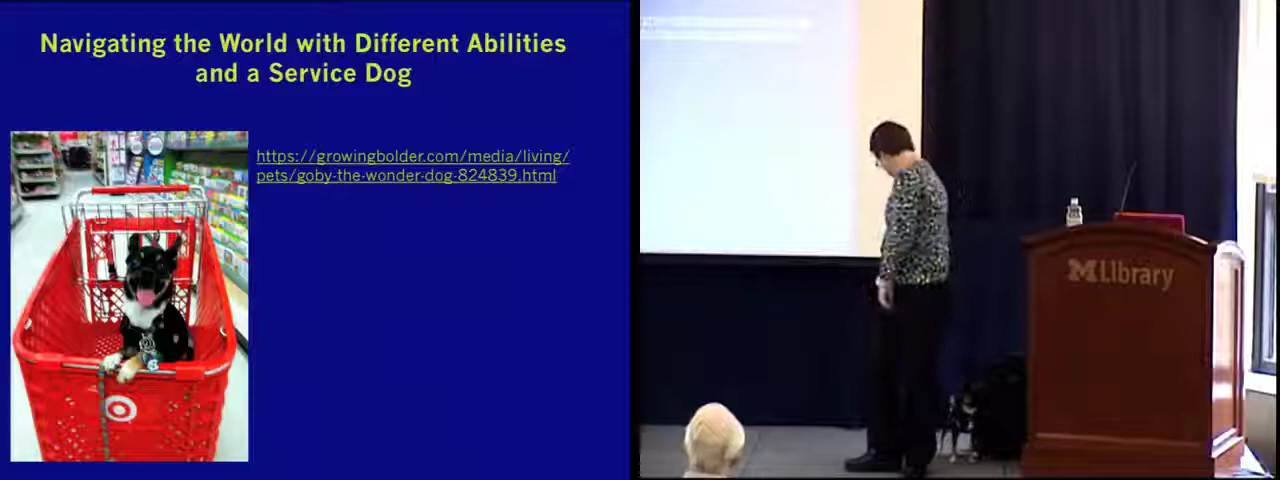 Navigating the World with Different Abilities
and a Service Dog
https://growingbolder.com/media/living/
pets/goby-the-wonder-dog-824839.html
MLibrary